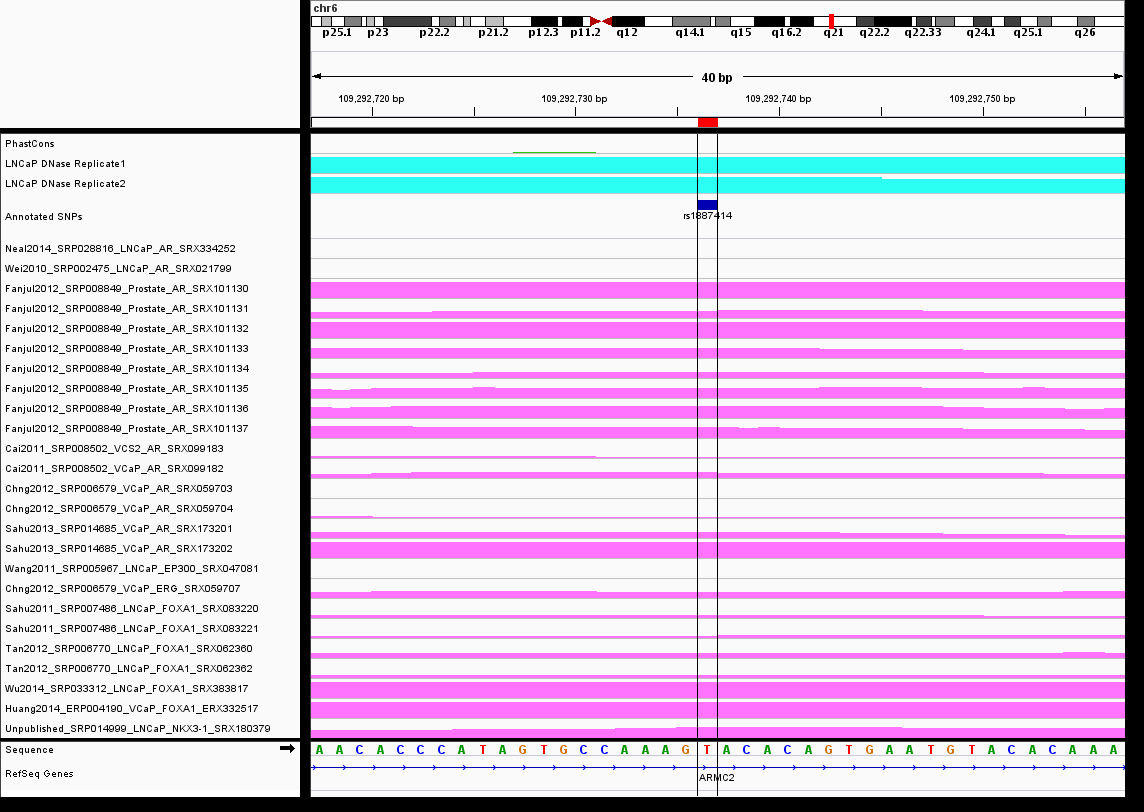 chr6
p25.1 p23 p22.2 p21.2 p12.3 p11.2 q12 q14.1 q15 q16.2 q21 q22.2 q22.33 q24.1 q25.1 q26
40 bp
109,292,720 bp 109,292,730 bp 109,292,740 bp 109,292,750 bp
PhastCons
LNCaP DNase Replicate1
LNCaP DNase Replicate2
Annotated SNPs
rs1887414
Neal2014_SRP028816_LNCaP_AR_SRX334252
Wei2010_SRP002475_LNCaP_AR_SRX021799
Fanjul2012_SRP008849_Prostate_AR_SRX101130
Fanjul2012_SRP008849_Prostate_AR_SRX101131
Fanjul2012_SRP008849_Prostate_AR_SRX101132
Fanjul2012_SRP008849_Prostate_AR_SRX101133
Fanjul2012_SRP008849_Prostate_AR_SRX101134
Fanjul2012_SRP008849_Prostate_AR_SRX101135
Fanjul2012_SRP008849_Prostate_AR_SRX101136
Fanjul2012_SRP008849_Prostate_AR_SRX101137
Cai2011_SRP008502_VCS2_AR_SRX099183
Cai2011_SRP008502_VCaP_AR_SRX099182
Chng2012_SRP006579_VCaP_AR_SRX059703
Chng2012_SRP006579_VCaP_AR_SRX059704
Sahu2013_SRP014685_VCaP_AR_SRX173201
Sahu2013_SRP014685_VCaP_AR_SRX173202
Wang2011_SRP005967_LNCaP_EP300_SRX047081
Chng2012_SRP006579_VCaP_ERG_SRX059707
Sahu2011_SRP007486_LNCaP_FOXA1_SRX083220
Sahu2011_SRP007486_LNCaP_FOXA1_SRX083221
Tan2012_SRP006770_LNCaP_FOXA1_SRX062360
Tan2012_SRP006770_LNCaP_FOXA1_SRX062362
Wu2014_SRP033312_LNCaP_FOXA1_SRX383817
Huang2014_ERP004190_VCaP_FOXA1_ERX332517
Unpublished_SRP014999_LNCaP_NKX3-1_SRX180379
Sequence A A C A C C C A T A G T G C C A A A G T A C A C A G T G A A T G T A C A C A A A
RefSeq Genes
ARMC2